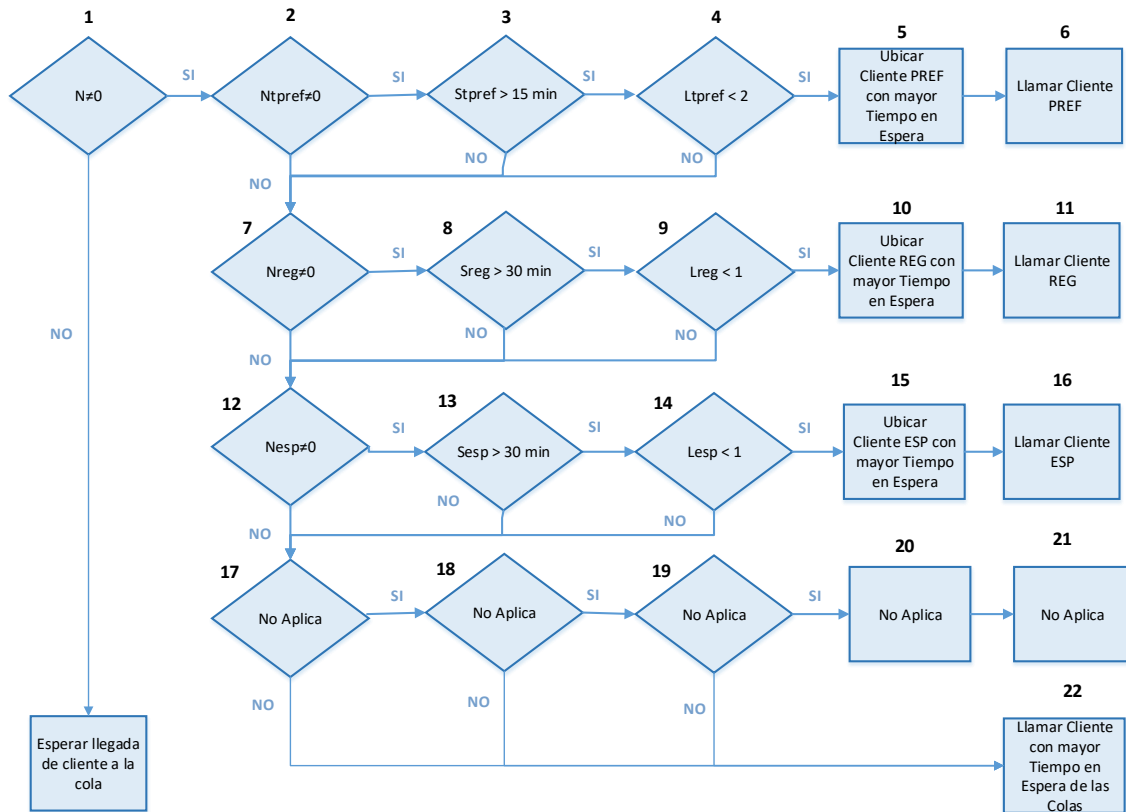 1
2
3
4
5
6
N≠0
SI
Ntpref≠0
SI
Stpref > 15 min
SI
Ltpref < 2
SI
Ubicar
Cliente PREF
con mayor
Tiempo en
Espera
Llamar Cliente
PREF
NO
NO
NO
7
8
9
10
11
Nreg≠0
SI
Sreg > 30 min
SI
Lreg < 1
SI
Ubicar
Cliente REG con
mayor Tiempo
en Espera
Llamar Cliente
REG
NO
NO
NO
NO
12
13
14
15
16
Nesp≠0
SI
Sesp > 30 min
SI
Lesp < 1
SI
Ubicar
Cliente ESP con
mayor Tiempo
en Espera
Llamar Cliente
ESP
NO
NO
NO
17
18
19
20
21
No Aplica
SI
No Aplica
SI
No Aplica
SI
No Aplica
No Aplica
NO
NO
NO
22
Esperar llegada
de cliente a la
cola
Llamar Cliente
con mayor
Tiempo en
Espera de las
Colas